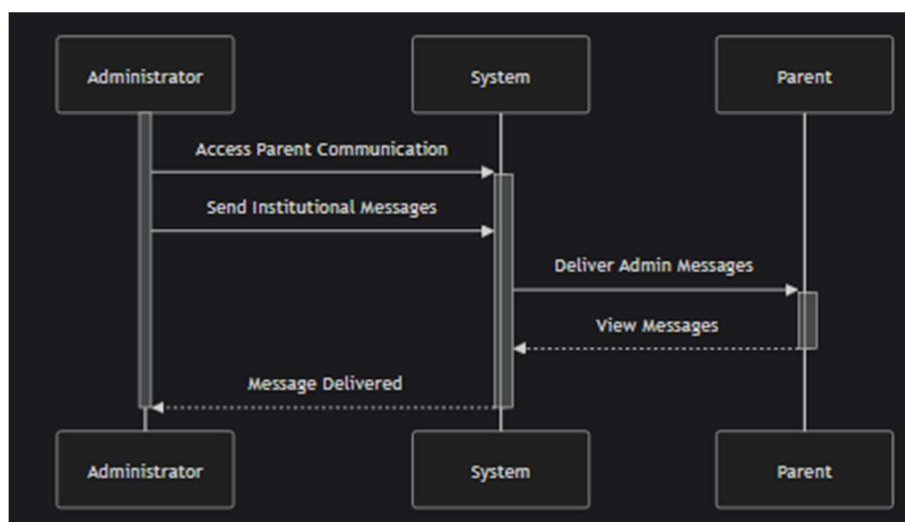 Administrator
System
Parent
Access Parent Communication
Send Institutional Messages
Deliver Admin Messages
View Messages
Message Delivered
Administrator
System
Parent